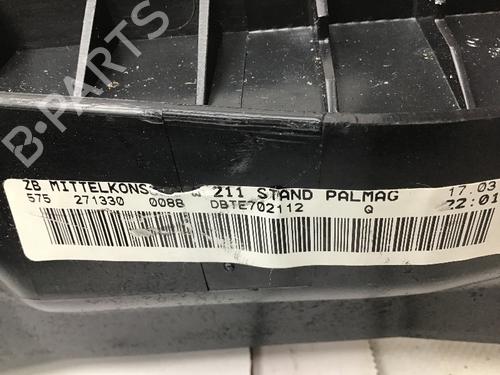 B-PARTS
ZB MITTELKONS W 211 STAND PALMAG 17.03
575 271330 0088 DBTE702112 Q 22:01